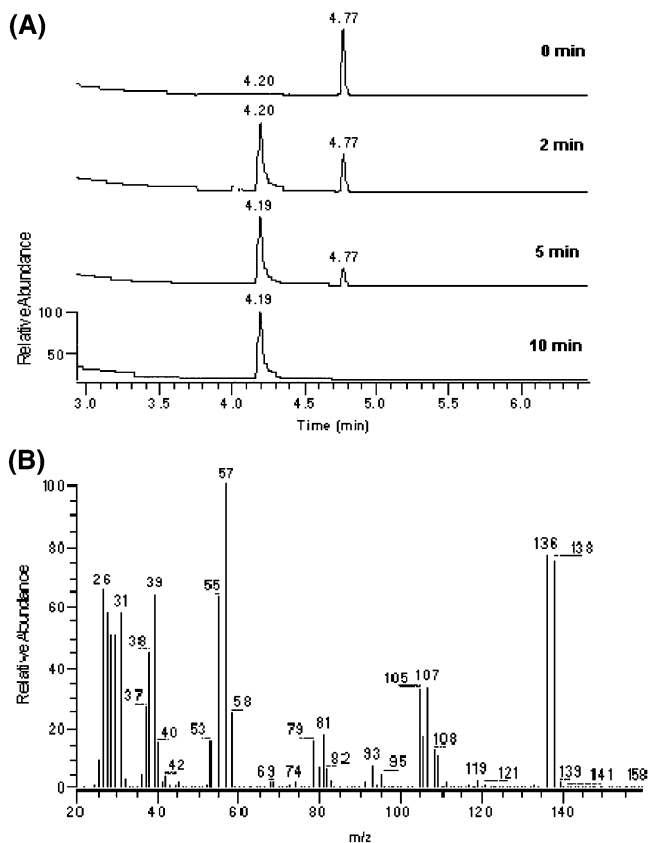 (A)
4.77
0 min
4.20
4.20
4.77
2 min
4.19
4.77
5 min
4.19
10 min
Relative Abundance
100
50
3.0 3.5 4.0 4.5 5.0 5.5 6.0
Time (min)
(B)
57
100
136 138
80
26
55
39
31
60
38
105 107
40
37
58
79 81
20
53
40
108
82
93
42
69 74
95
119 121
139 141 158
0
20 40 60 80 100 120 140
m/z
Relative Abundance